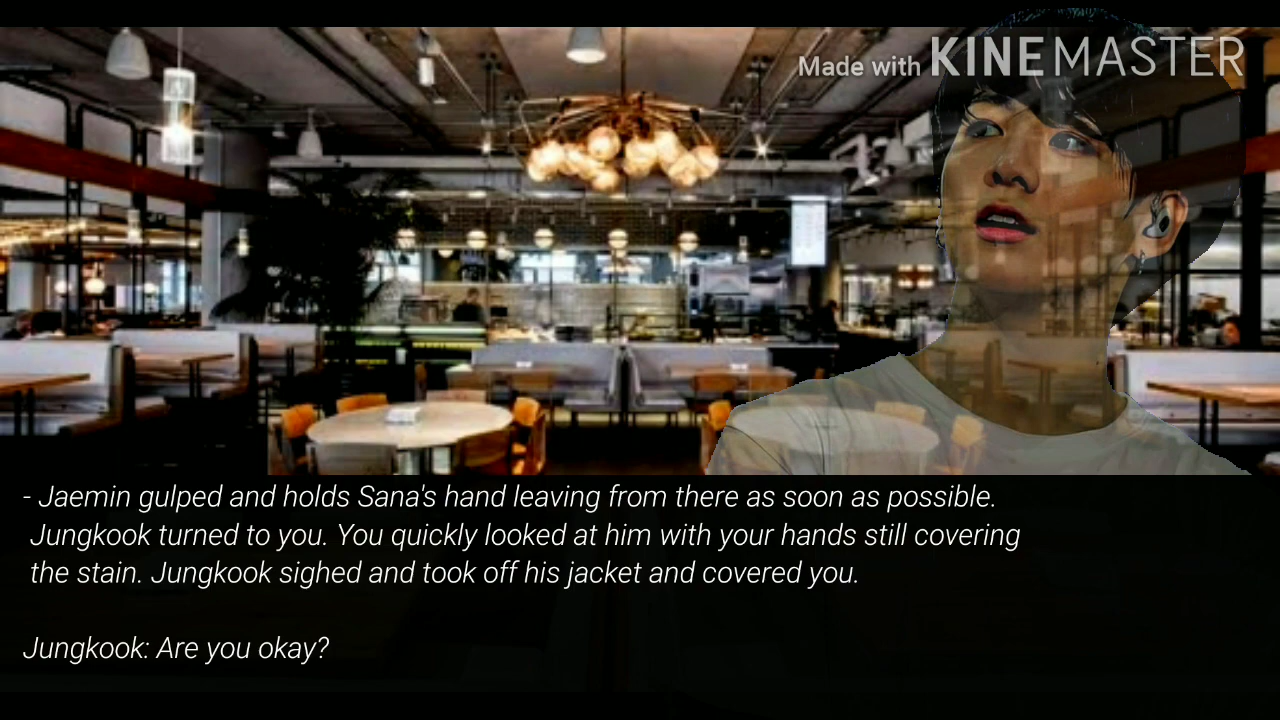 Made with KINEMASTER
- Jaemin gulped and holds Sana's hand leaving from there as soon as possible.
Jungkook turned to you. You quickly looked at him with your hands still covering
the stain. Jungkook sighed and took off his jacket and covered you.
Jungkook: Are you okay?